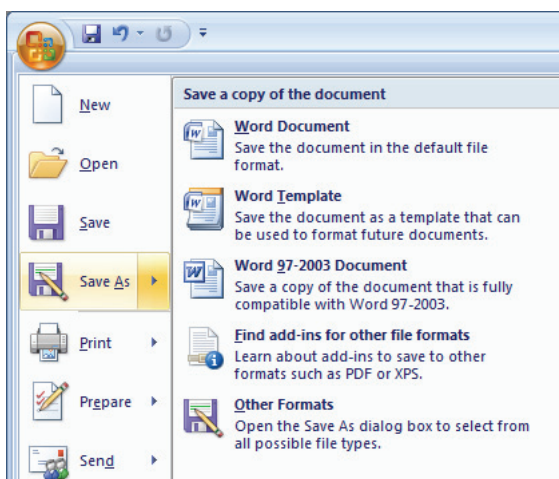 New
Open
Save
Save As
Print
Prepare
Send
Save a copy of the document
Word Document
Save the document in the default file
format.
Word Template
Save the document as a template that can
be used to format future documents.
Word 97-2003 Document
Save a copy of the document that is fully
compatible with Word 97-2003.
Find add-ins for other file formats
Learn about add-ins to save to other
formats such as PDF or XPS.
Other Formats
Open the Save As dialog box to select from
all possible file types.